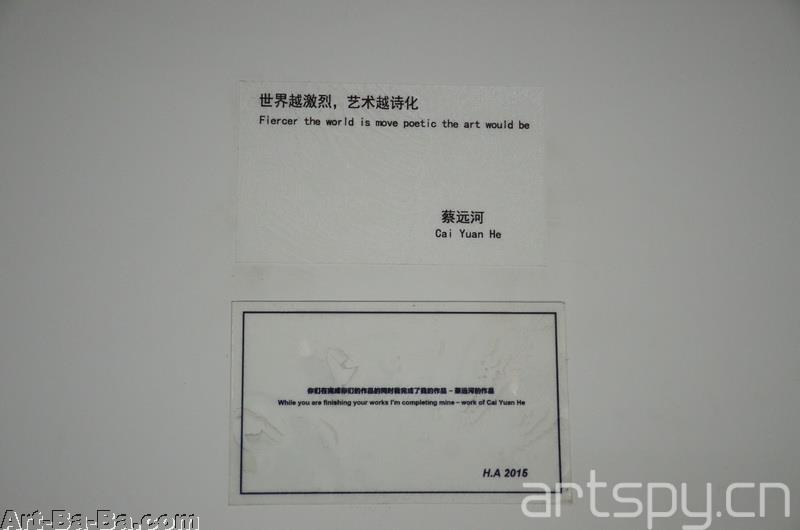 世界越激烈，艺术越诗化
Fiercer the world is move poetic the art would be
蔡远河
Cai Yuan He
你们在完成你们的作品的同时我完成了我的作品－蔡远河的作品
While you are finishing your works I'm completing mine－work of Cai Yuan He
H.A 2015
artspy.cn
Art-Ba-Ba.com